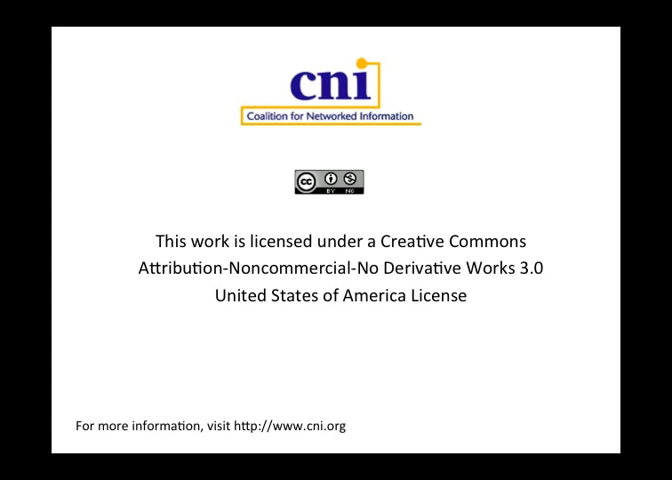 cni
Coalition for Networked Information
cc
BY NC
This work is licensed under a Creative Commons
Attribution-Noncommercial-No Derivative Works 3.0
United States of America License
For more information, visit http://www.cni.org